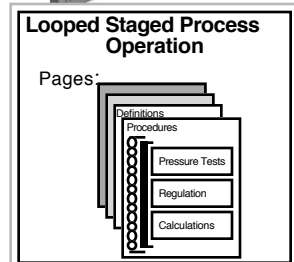 Looped Staged Process
Operation
Pages:
Definitions
Procedures
Pressure Tests
Regulation
Calculations